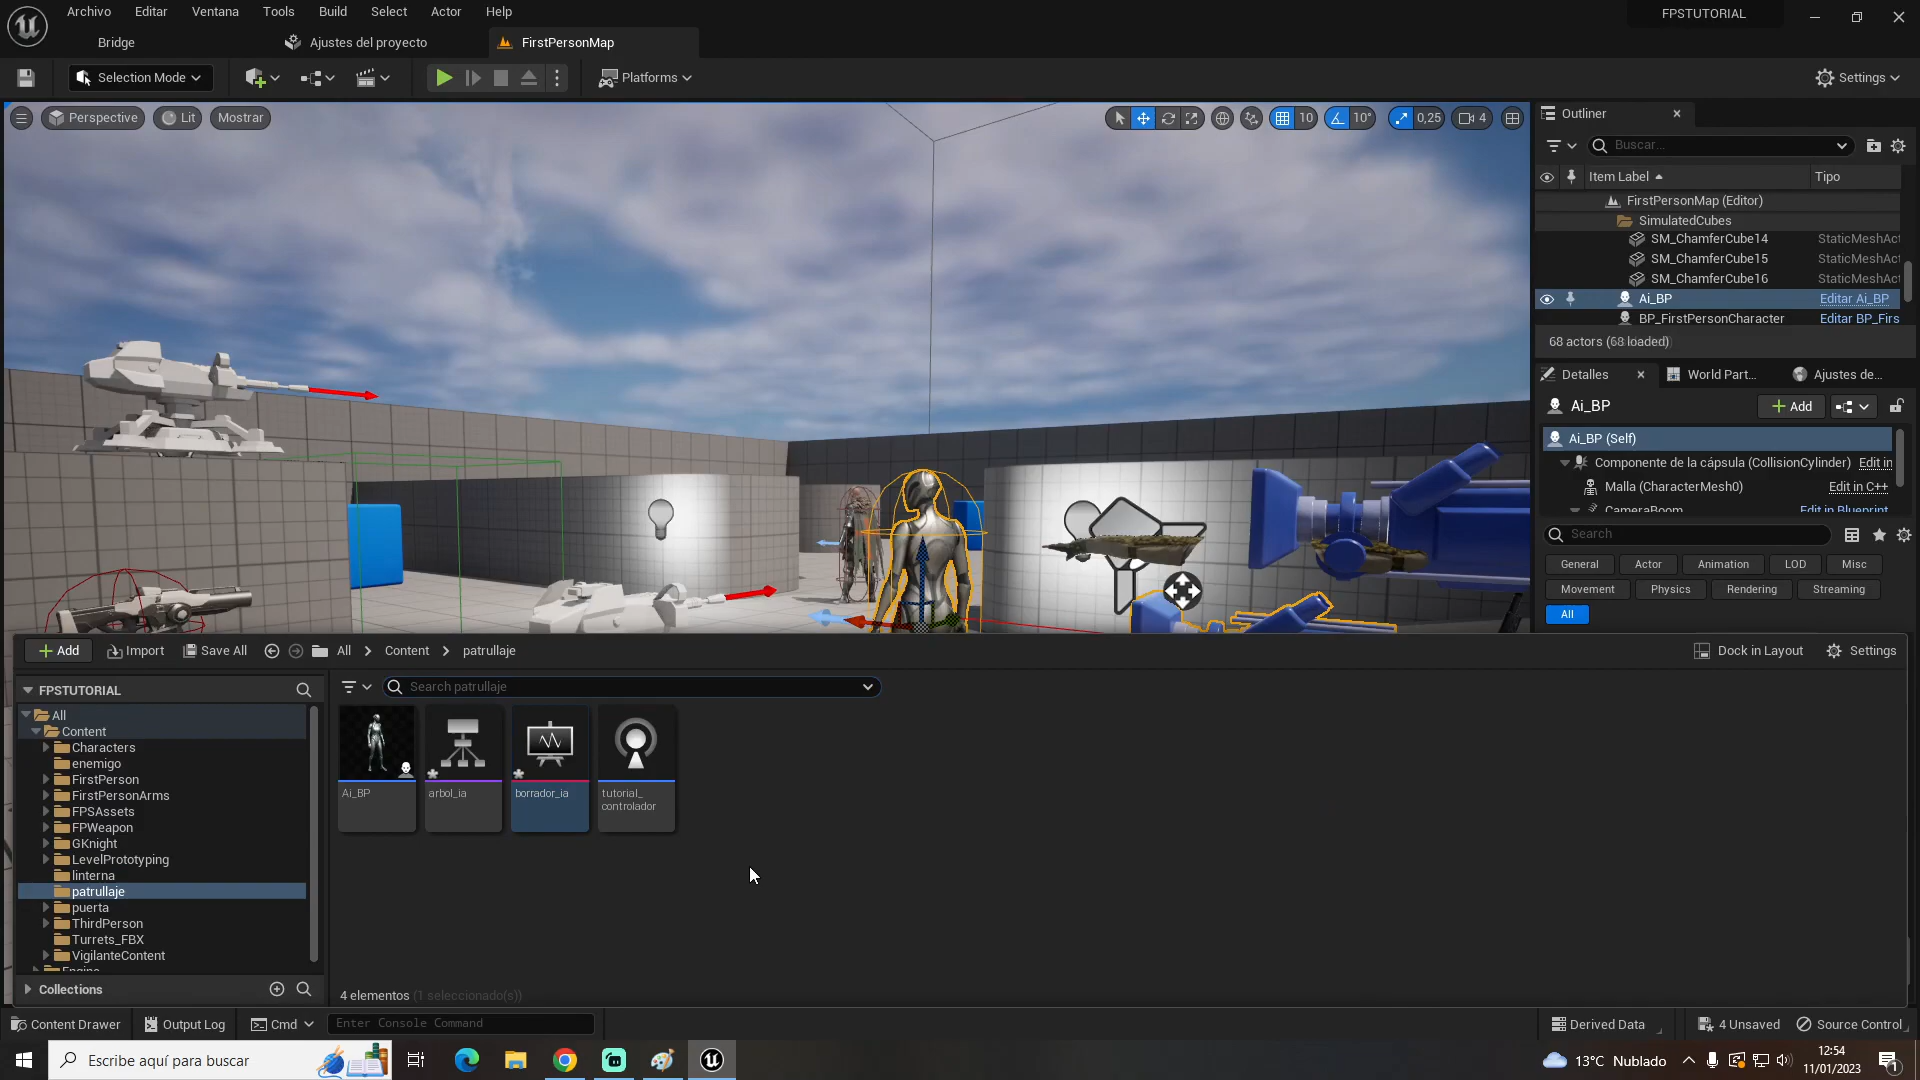 Archivo Editar Ventana Tools Build Select Actor Help
FPSTUTORIAL
Bridge Ajustes del proyecto FirstPersonMap
Selection Mode Platforms Settings
Perspective Lit Mostrar
10 10° 0,25 4
Outliner
Buscar...
Item Label Tipo
FirstPersonMap (Editor)
SimulatedCubes
SM_ChamferCube14 StaticMeshAct
SM_ChamferCube15 StaticMeshAct
SM_ChamferCube16 StaticMeshAct
Ai_BP Editar Ai_BP
BP_FirstPersonCharacter Editar BP_Firs
68 actors (68 loaded)
Detalles World Part... Ajustes de...
Ai_BP Add
Ai_BP (Self)
Componente de la cápsula (CollisionCylinder) Edit in
Malla (CharacterMesh0) Edit in C++
CameraBoom Edit in Blueprint
Search
General Actor Animation LOD Misc
Movement Physics Rendering Streaming
All
Add Import Save All All Content patrullaje Dock in Layout Settings
FPSTUTORIAL
Search patrullaje
All
Content
Characters
enemigo
FirstPerson
FirstPersonArms
FPSAssets
FPWeapon
GKnight
LevelPrototyping
linterna
patrullaje
puerta
ThirdPerson
Turrets_FBX
VigilanteContent
Engine
Ai_BP arbol_ia borrador_ia tutorial_
controlador
Collections
4 elementos (1 seleccionado(s))
Content Drawer Output Log Cmd Enter Console Command Derived Data 4 Unsaved Source Control
Escribe aquí para buscar
13°C Nublado
12:54
11/01/2023
1